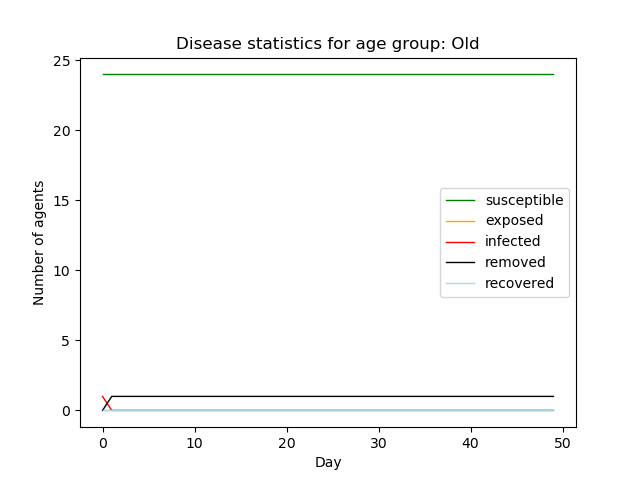 Disease statistics for age group: Old
Number of agents
25
20
15
10
5
0
susceptible
exposed
infected
removed
recovered
0 10 20 30 40 50
Day